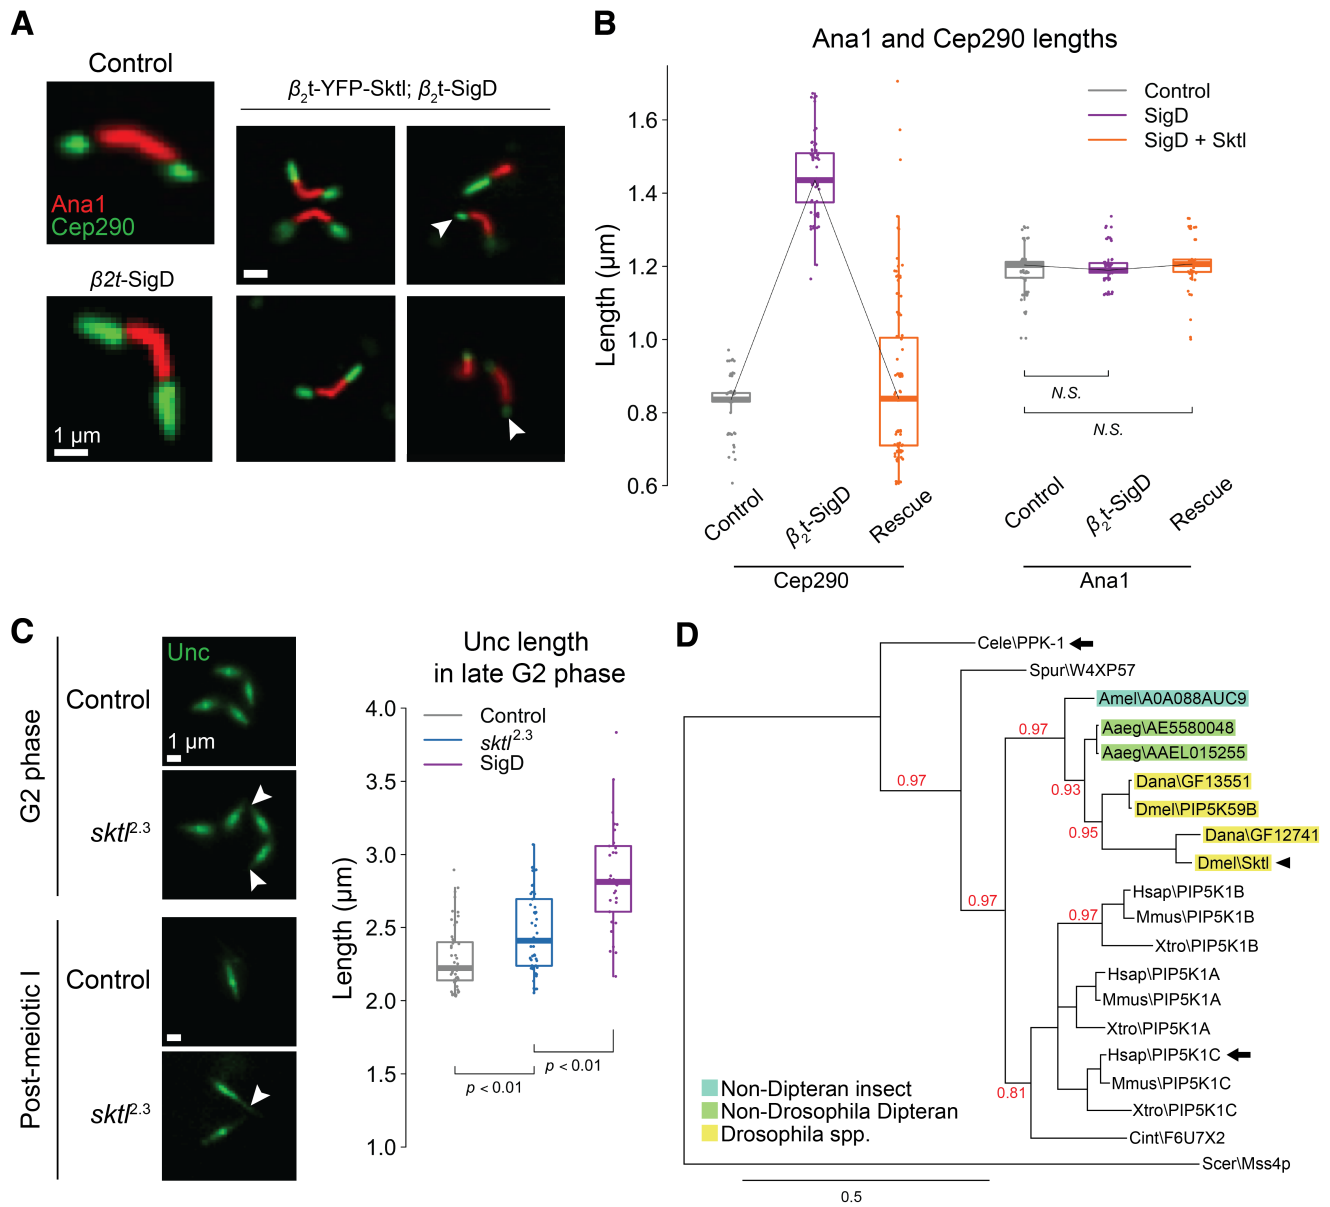 A
Control
Ana1
Cep290
β2t-SigD
1 µm
β₂t-YFP-Sktl; β₂t-SigD
B
Ana1 and Cep290 lengths
Control
SigD
SigD + Sktl
Length (µm)
1.6
1.4
1.2
1.0
0.8
0.6
N.S.
N.S.
Control
β₂t-SigD
Rescue
Control
β₂t-SigD
Rescue
Cep290
Ana1
C
G2 phase
Control
Unc
1 µm
sktl²·³
Post-meiotic I
Control
sktl²·³
Unc length
in late G2 phase
Control
sktl²·³
SigD
Length (µm)
4.0
3.5
3.0
2.5
2.0
1.5
1.0
p < 0.01
p < 0.01
D
Cele\PPK-1
Spur\W4XP57
Amel\A0A088AUC9
Aaeg\AE5580048
Aaeg\AAEL015255
Dana\GF13551
Dmel\PIP5K59B
Dana\GF12741
Dmel\Sktl
Hsap\PIP5K1B
Mmus\PIP5K1B
Xtro\PIP5K1B
Hsap\PIP5K1A
Mmus\PIP5K1A
Xtro\PIP5K1A
Hsap\PIP5K1C
Mmus\PIP5K1C
Xtro\PIP5K1C
Cint\F6U7X2
Scer\Mss4p
0.97
0.97
0.93
0.95
0.97
0.97
0.81
Non-Dipteran insect
Non-Drosophila Dipteran
Drosophila spp.
0.5